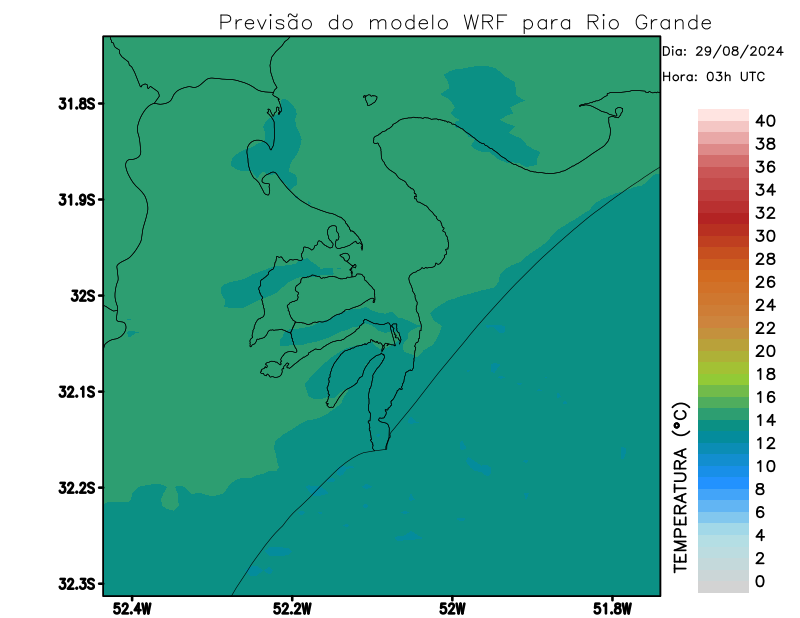 Previsão do modelo WRF para Rio Grande
Dia: 29/08/2024
Hora: 03h UTC
31.8S
31.9S
32S
32.1S
32.2S
32.3S
52.4W
52.2W
52W
51.8W
TEMPERATURA (°C)
40
38
36
34
32
30
28
26
24
22
20
18
16
14
12
10
8
6
4
2
0